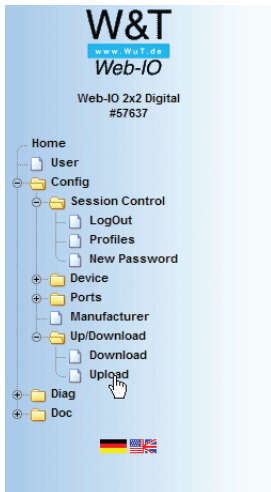 W&T
www.WuT.de
Web-IO
Web-IO 2x2 Digital
#57637
Home
User
Config
Session Control
LogOut
Profiles
New Password
Device
Ports
Manufacturer
Up/Download
Download
Upload
Diag
Doc